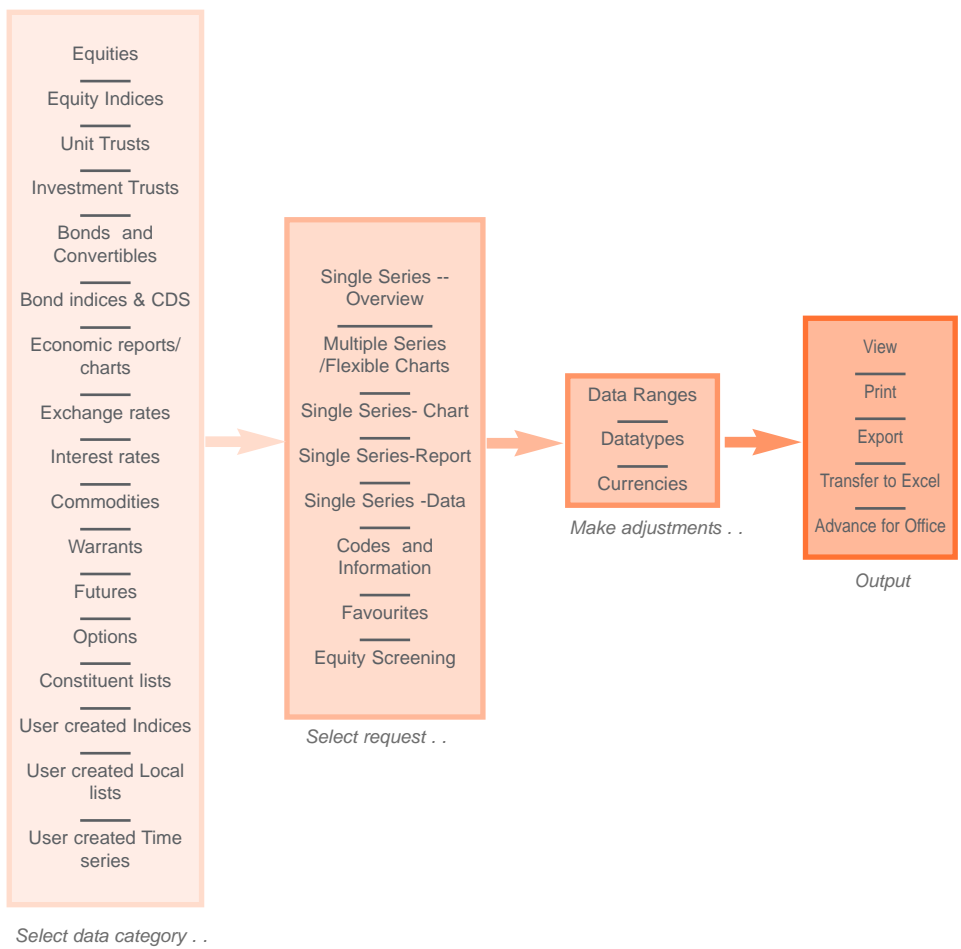 Equities
Equity Indices
Unit Trusts
Investment Trusts
Bonds and
Convertibles
Bond indices & CDS
Economic reports/
charts
Exchange rates
Interest rates
Commodities
Warrants
Futures
Options
Constituent lists
User created Indices
User created Local
lists
User created Time
series
Select data category . .
Single Series --
Overview
Multiple Series
/Flexible Charts
Single Series- Chart
Single Series-Report
Single Series -Data
Codes and
Information
Favourites
Equity Screening
Select request . .
Data Ranges
Datatypes
Currencies
Make adjustments . .
View
Print
Export
Transfer to Excel
Advance for Office
Output